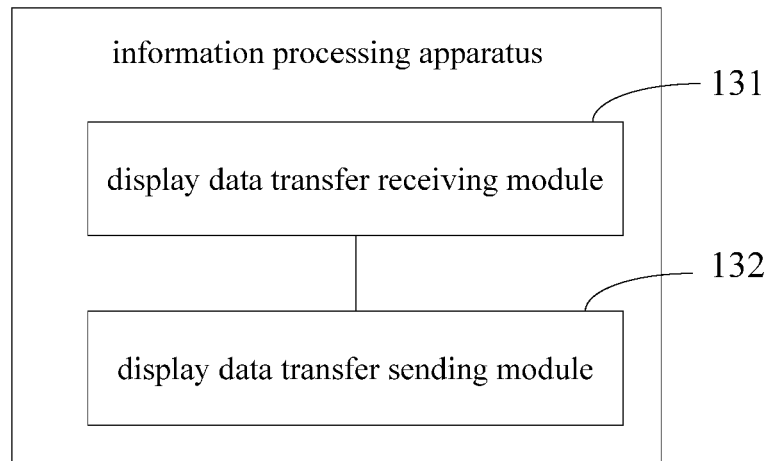 information processing apparatus
131
display data transfer receiving module
132
display data transfer sending module